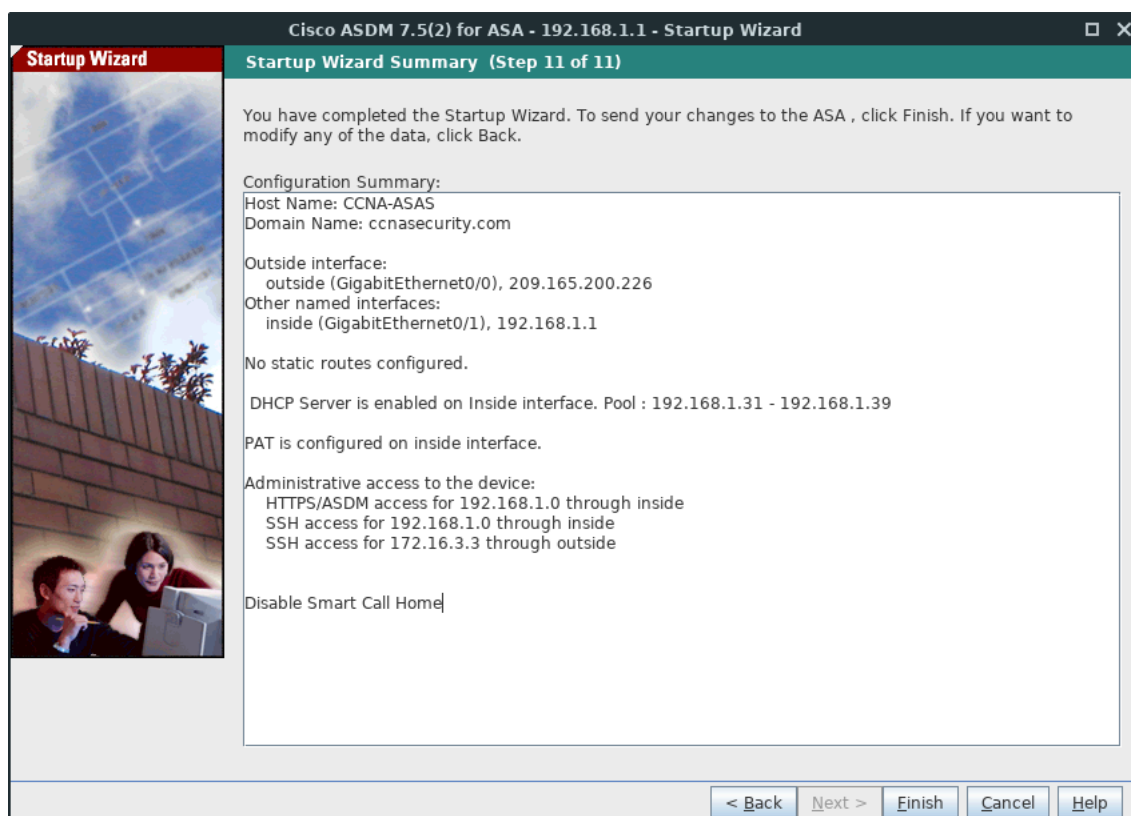 Cisco ASDM 7.5(2) for ASA - 192.168.1.1 - Startup Wizard
Startup Wizard
Startup Wizard Summary (Step 11 of 11)
You have completed the Startup Wizard. To send your changes to the ASA , click Finish. If you want to
modify any of the data, click Back.
Configuration Summary:
Host Name: CCNA-ASAS
Domain Name: ccnasecurity.com
Outside interface:
outside (GigabitEthernet0/0), 209.165.200.226
Other named interfaces:
inside (GigabitEthernet0/1), 192.168.1.1
No static routes configured.
DHCP Server is enabled on Inside interface. Pool : 192.168.1.31 - 192.168.1.39
PAT is configured on inside interface.
Administrative access to the device:
HTTPS/ASDM access for 192.168.1.0 through inside
SSH access for 192.168.1.0 through inside
SSH access for 172.16.3.3 through outside
Disable Smart Call Home
< Back Next > Finish Cancel Help